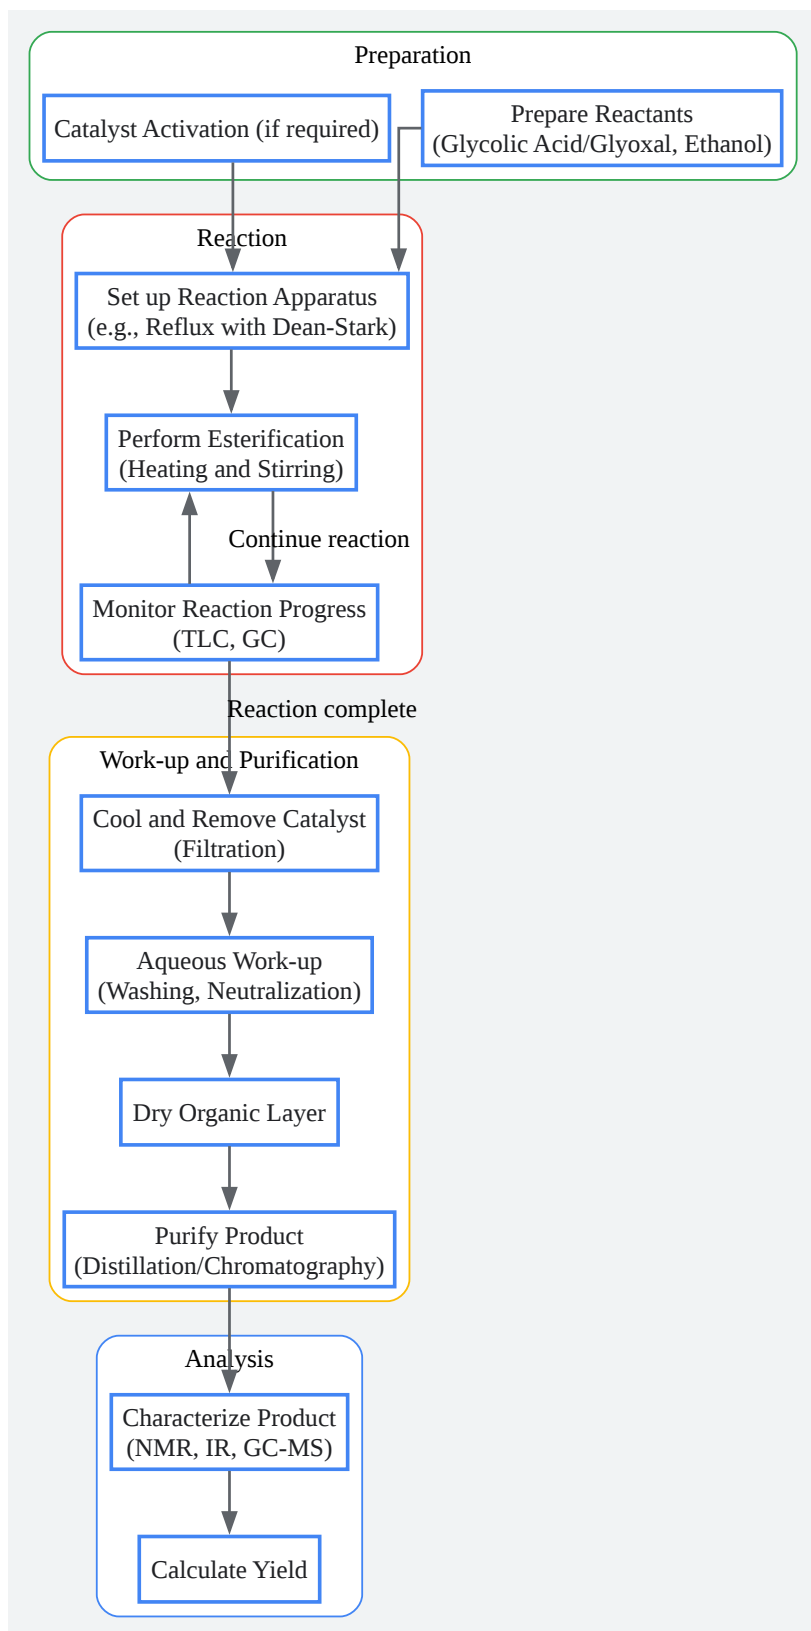 Preparation
Catalyst Activation (if required)
Prepare Reactants
(Glycolic Acid/Glyoxal, Ethanol)
Reaction
Set up Reaction Apparatus
(e.g., Reflux with Dean-Stark)
Perform Esterification
(Heating and Stirring)
Continue reaction
Monitor Reaction Progress
(TLC, GC)
Reaction complete
Work-up and Purification
Cool and Remove Catalyst
(Filtration)
Aqueous Work-up
(Washing, Neutralization)
Dry Organic Layer
Purify Product
(Distillation/Chromatography)
Analysis
Characterize Product
(NMR, IR, GC-MS)
Calculate Yield